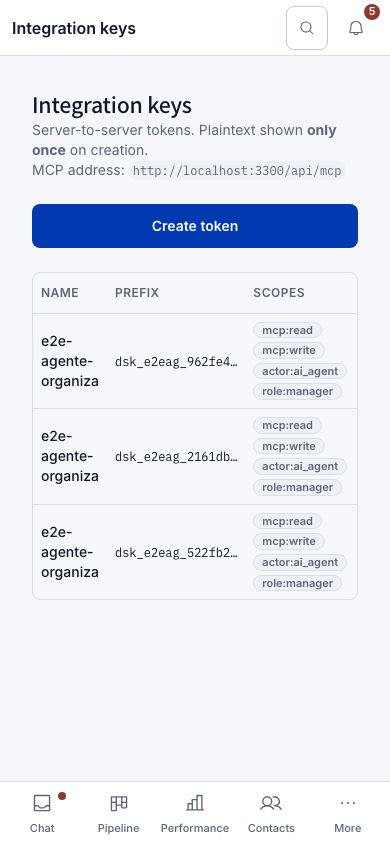 Integration keys
5
Integration keys
Server-to-server tokens. Plaintext shown only
once on creation.
MCP address: http://localhost:3300/api/mcp
Create token
NAME PREFIX SCOPES
e2e-
agente-
organiza
dsk_e2eag_962fe4…
mcp:read
mcp:write
actor:ai_agent
role:manager
e2e-
agente-
organiza
dsk_e2eag_2161db…
mcp:read
mcp:write
actor:ai_agent
role:manager
e2e-
agente-
organiza
dsk_e2eag_522fb2…
mcp:read
mcp:write
actor:ai_agent
role:manager
Chat Pipeline Performance Contacts More